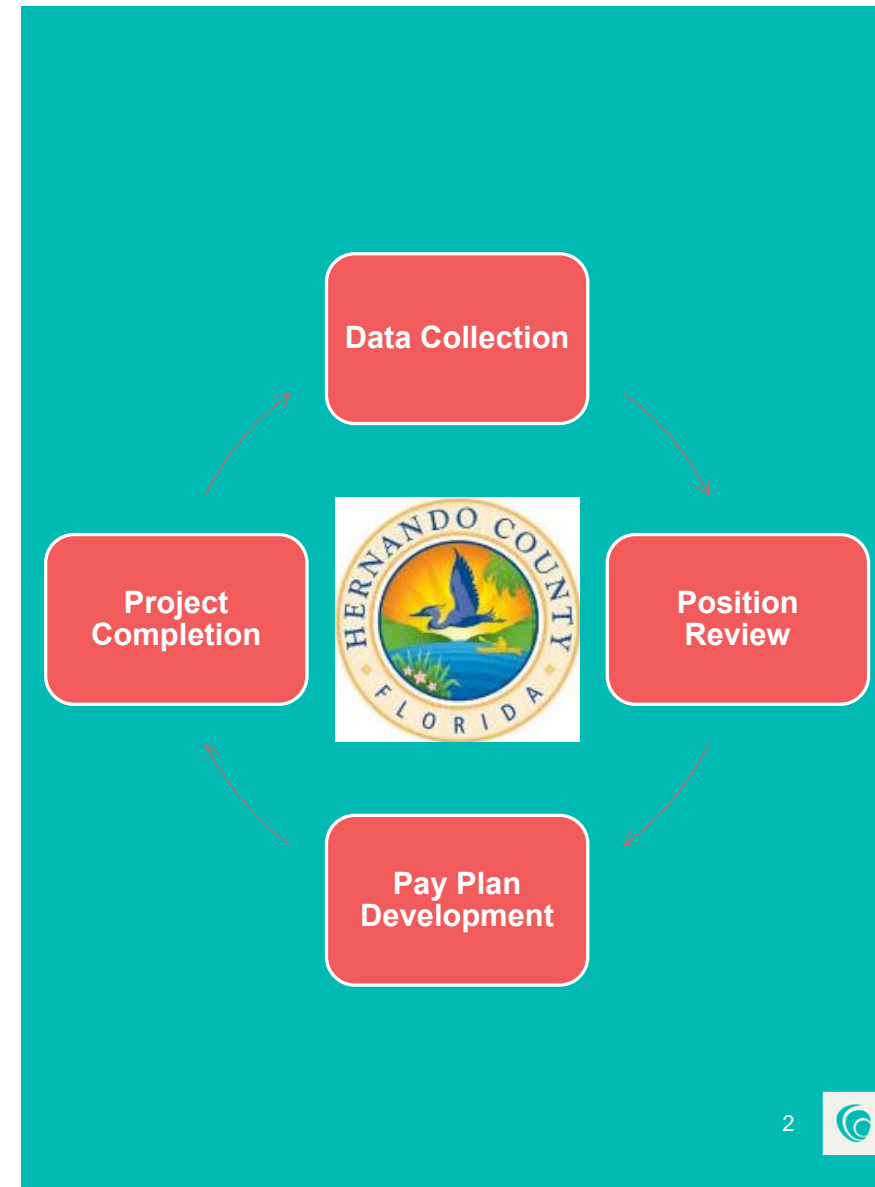 Data Collection
Project
Completion
HERNANDO COUNTY
FLORIDA
Position
Review
Pay Plan
Development
2